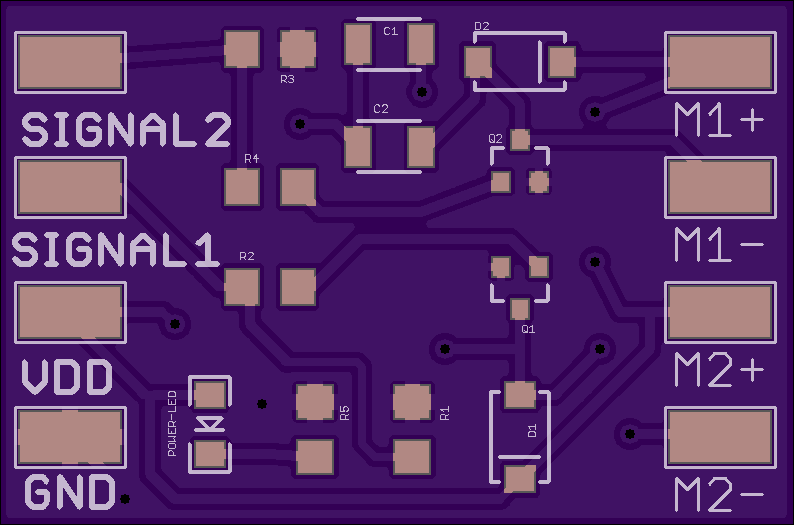 D2
C1
R3
M1+
C2
SIGNAL2
Q2
R4
M1-
SIGNAL1
R2
Q1
M2+
VDD
POWER-LED
R5
R1
D1
GND
M2-